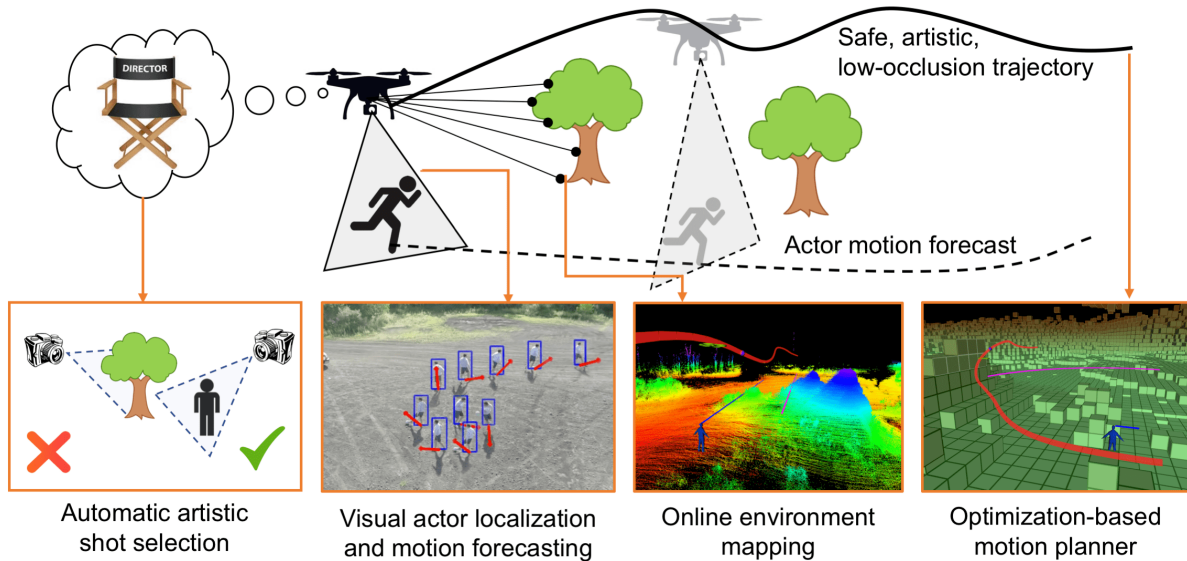 DIRECTOR
Safe, artistic,
low-occlusion trajectory
Actor motion forecast
Automatic artistic
shot selection
Visual actor localization
and motion forecasting
Online environment
mapping
Optimization-based
motion planner